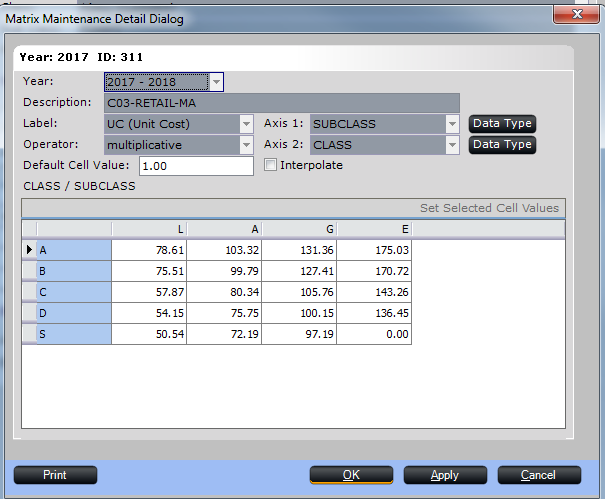 Matrix Maintenance Detail Dialog
Year: 2017 ID: 311
Year: 2017 - 2018
Description: C03-RETAIL-MA
Label: UC (Unit Cost) Axis 1: SUBCLASS Data Type
Operator: multiplicative Axis 2: CLASS Data Type
Default Cell Value: 1.00 Interpolate
CLASS / SUBCLASS
Set Selected Cell Values
L A G E
A 78.61 103.32 131.36 175.03
B 75.51 99.79 127.41 170.72
C 57.87 80.34 105.76 143.26
D 54.15 75.75 100.15 136.45
S 50.54 72.19 97.19 0.00
Print OK Apply Cancel